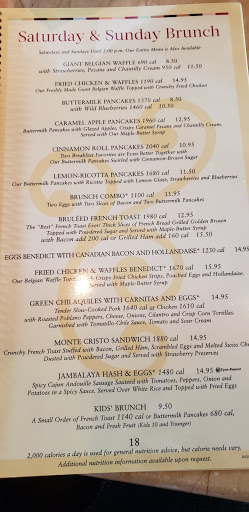 Saturday & Sunday Brunch
Saturdays and Sundays Until 2:00 p.m. Our Entire Menu is Also Available
GIANT BELGIAN WAFFLE 690 cal 8.50
with Strawberries, Pecans and Chantilly Cream 950 cal 11.50
FRIED CHICKEN & WAFFLES 1190 cal 14.95
Our Freshly Made Giant Belgian Waffle Topped with Crunchy Fried Chicken
BUTTERMILK PANCAKES 1370 cal 8.50
with Wild Blueberries 1460 cal 10.50
CARAMEL APPLE PANCAKES 1960 cal 12.95
Buttermilk Pancakes with Glazed Apples, Crispy Caramel Pecans and Chantilly Cream.
Served with Our Maple-Butter Syrup
CINNAMON ROLL PANCAKES 2040 cal 10.95
Two Breakfast Favorites are Even Better Together with
Our Buttermilk Pancakes Swirled with Cinnamon-Brown Sugar
LEMON-RICOTTA PANCAKES 1680 cal 11.50
Buttermilk Pancakes with Ricotta Topped with Lemon Glaze, Strawberries and Blueberries
BRUNCH COMBO* 1100 cal 11.95
Two Eggs with Two Slices of Bacon and Two Buttermilk Pancakes
BRULÉED FRENCH TOAST 1980 cal 12.95
The "Best" French Toast Ever! Thick Slices of French Bread Grilled Golden Brown
Topped with Powdered Sugar and Served with Maple-Butter Syrup
with Bacon add 200 cal or Grilled Ham add 160 cal 15.50
EGGS BENEDICT WITH CANADIAN BACON AND HOLLANDAISE* 1230 cal 14.95
FRIED CHICKEN & WAFFLES BENEDICT* 1670 cal 15.95
Our Belgian Waffle Topped with Crispy Fried Chicken Strips, Poached Eggs and Hollandaise.
Served with Maple-Butter Syrup
GREEN CHILAQUILES WITH CARNITAS AND EGGS* 14.95
Tender Slow-Cooked Pork 1640 cal or Chicken 1610 cal
with Roasted Poblano Peppers, Cheese, Onions, Cilantro and Crisp Corn Tortillas.
Garnished with Tomatillo-Chile Sauce, Tomato and Sour Cream
MONTE CRISTO SANDWICH 1880 cal 14.95
Crunchy French Toast Stuffed with Bacon, Grilled Ham, Scrambled Eggs and Melted Swiss Che
Dusted with Powdered Sugar and Served with Strawberry Preserves
JAMBALAYA HASH & EGGS* 1480 cal 14.95 Upon Request
Spicy Cajun Andouille Sausage Sauteed with Tomatoes, Peppers, Onion and
Potatoes in a Spicy Sauce, Served Over White Rice and Topped with Fried Eggs
KIDS' BRUNCH 9.50
A Small Order of French Toast 1140 cal or Buttermilk Pancakes 680 cal,
Bacon and Fresh Fruit (Kids 10 and Younger)
18
2,000 calories a day is used for general nutrition advice, but calorie needs vary.
Additional nutrition information available upon request.